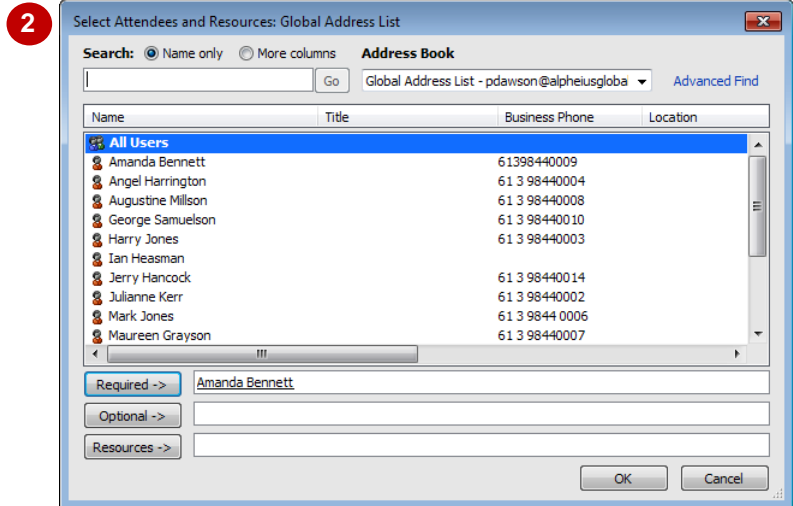 2
Select Attendees and Resources: Global Address List
Search: Name only More columns Address Book
Go Global Address List - pdawson@alpheiusgloba Advanced Find
Name Title Business Phone Location
All Users
Amanda Bennett 61398440009
Angel Harrington 61 3 98440004
Augustine Millson 61 3 98440008
George Samuelson 61 3 98440010
Harry Jones 61 3 98440003
Ian Heasman
Jerry Hancock 61 3 98440014
Julianne Kerr 61 3 98440002
Mark Jones 61 3 9844 0006
Maureen Grayson 61 3 98440007
Required -> Amanda Bennett
Optional ->
Resources ->
OK Cancel